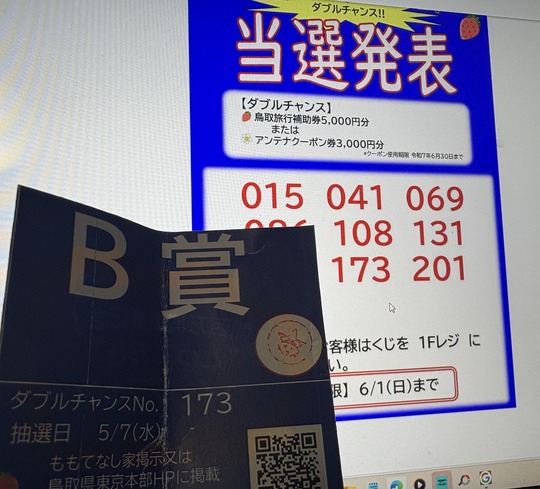 ダブルチャンス!!
当選発表
【ダブルチャンス】
鳥取旅行補助券5,000円分
または
アンテナクーポン券3,000円分
*クーポン使用期限 令和7年6月30日まで
015 041 069
086 108 131
173 201
客様はくじを 1Fレジ に
い。
限】6/1(日)まで
B賞
ダブルチャンスNo. 173
抽選日 5/7(水)
ももてなし家掲示又は
鳥取県東京本部HPに掲載